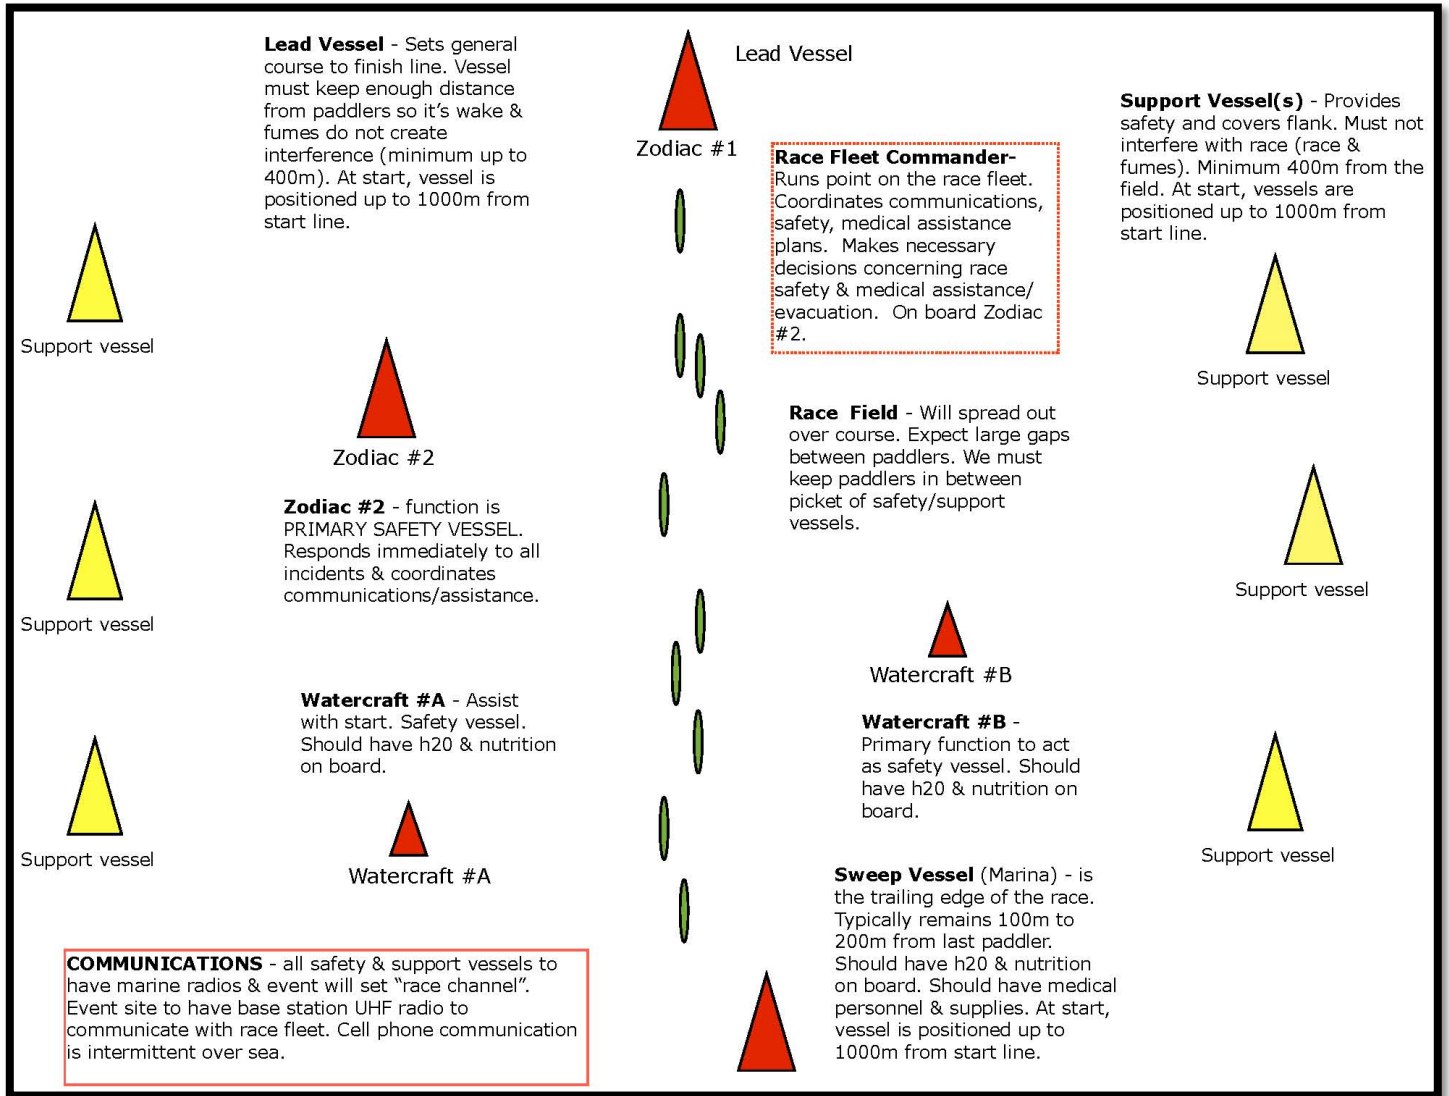 Lead Vessel - Sets general
course to finish line. Vessel
must keep enough distance
from paddlers so it's wake &
fumes do not create
interference (minimum up to
400m). At start, vessel is
positioned up to 1000m from
start line.
Lead Vessel
Zodiac #1
Race Fleet Commander-
Runs point on the race fleet.
Coordinates communications,
safety, medical assistance
plans. Makes necessary
decisions concerning race
safety & medical assistance/
evacuation. On board Zodiac
#2.
Support Vessel(s) - Provides
safety and covers flank. Must not
interfere with race (race &
fumes). Minimum 400m from the
field. At start, vessels are
positioned up to 1000m from
start line.
Support vessel
Support vessel
Zodiac #2
Zodiac #2 - function is
PRIMARY SAFETY VESSEL.
Responds immediately to all
incidents & coordinates
communications/assistance.
Race Field - Will spread out
over course. Expect large gaps
between paddlers. We must
keep paddlers in between
picket of safety/support
vessels.
Support vessel
Support vessel
Watercraft #B
Watercraft #A - Assist
with start. Safety vessel.
Should have h20 & nutrition
on board.
Watercraft #B -
Primary function to act
as safety vessel. Should
have h20 & nutrition on
board.
Support vessel
Watercraft #A
Support vessel
Sweep Vessel (Marina) - is
the trailing edge of the race.
Typically remains 100m to
200m from last paddler.
Should have h20 & nutrition
on board. Should have medical
personnel & supplies. At start,
vessel is positioned up to
1000m from start line.
COMMUNICATIONS - all safety & support vessels to
have marine radios & event will set "race channel".
Event site to have base station UHF radio to
communicate with race fleet. Cell phone communication
is intermittent over sea.